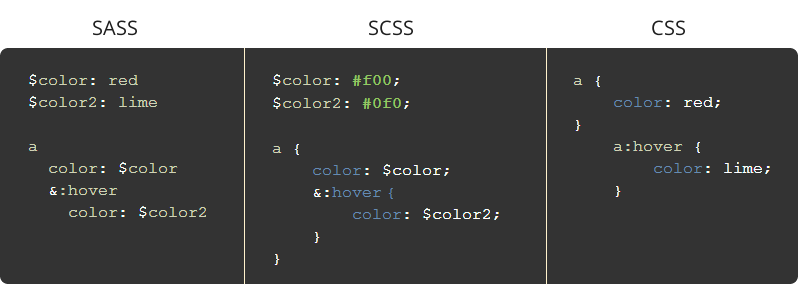 SASS
$color: red
$color2: lime
a
color: $color
&:hover
color: $color2
SCSS
$color: #f00;
$color2: #0f0;
a {
color: $color;
&:hover {
color: $color2;
}
}
CSS
a {
color: red;
}
a:hover {
color: lime;
}